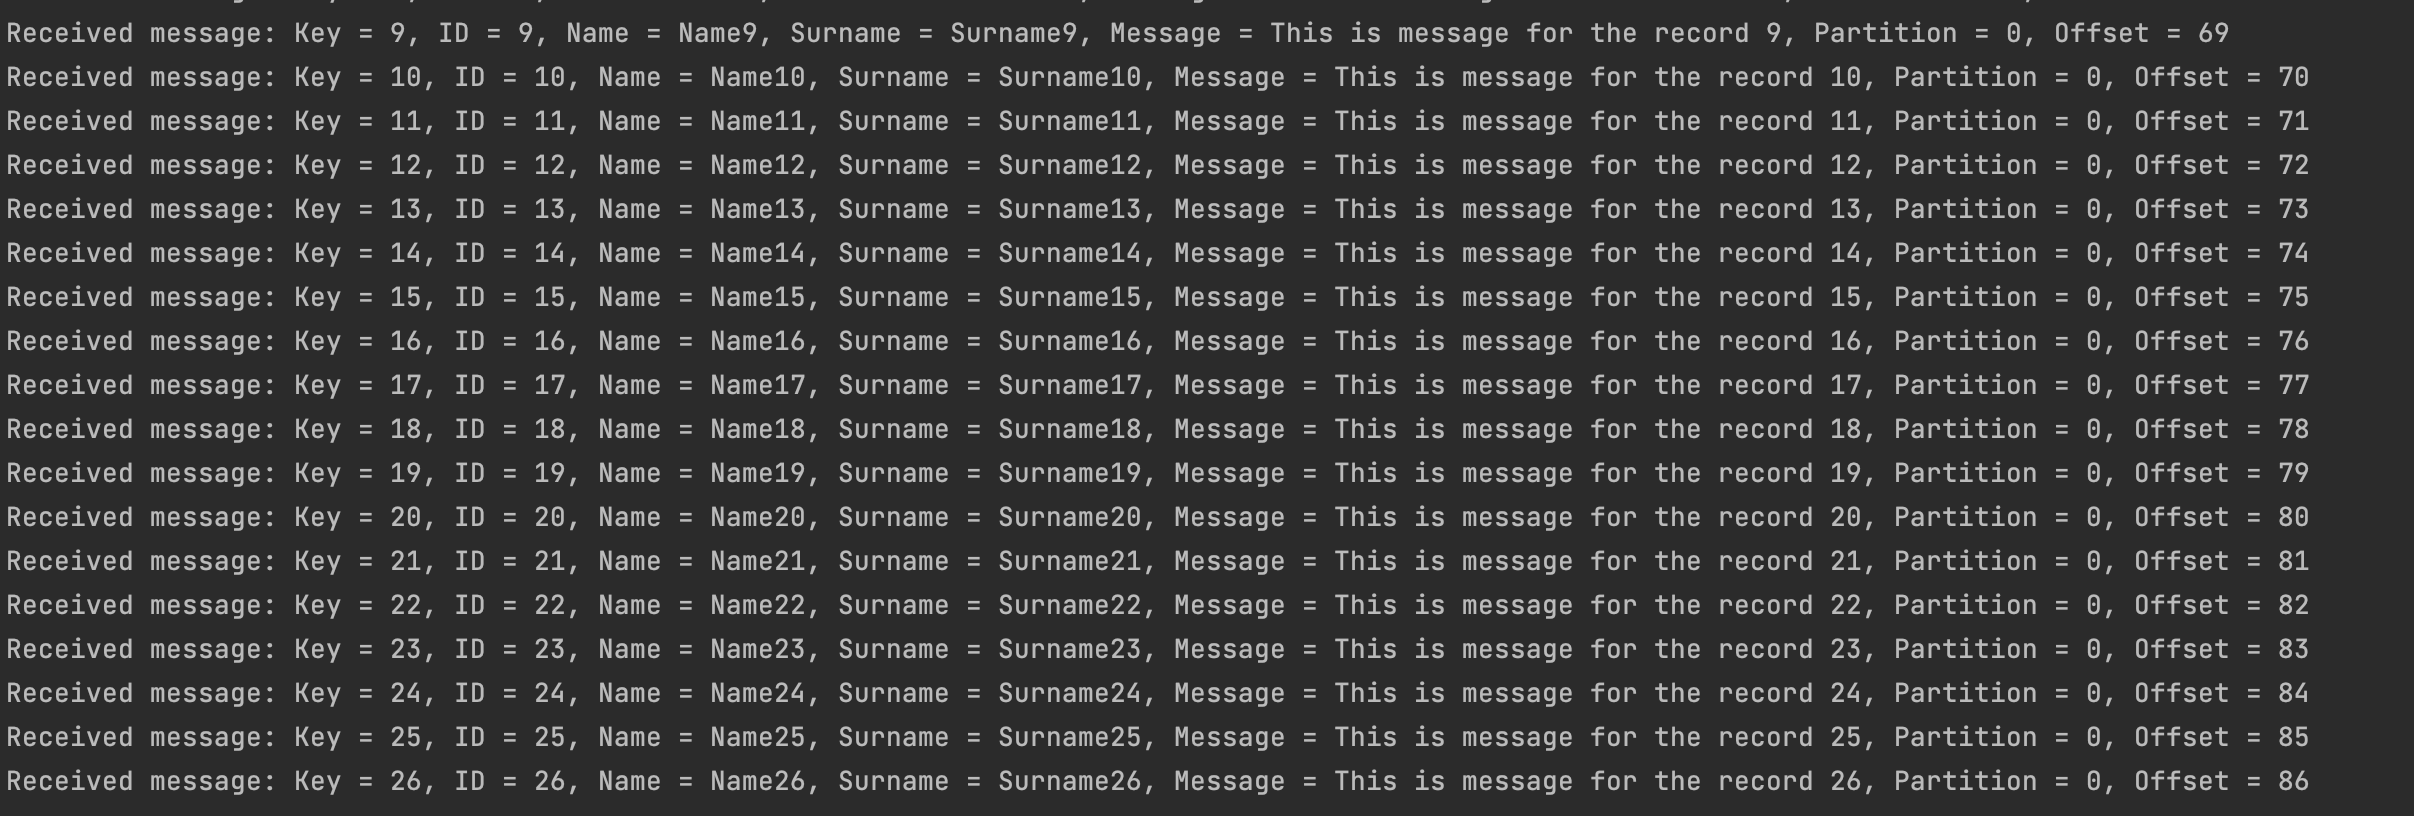 Received message: Key = 9, ID = 9, Name = Name9, Surname = Surname9, Message = This is message for the record 9, Partition = 0, Offset = 69
Received message: Key = 10, ID = 10, Name = Name10, Surname = Surname10, Message = This is message for the record 10, Partition = 0, Offset = 70
Received message: Key = 11, ID = 11, Name = Name11, Surname = Surname11, Message = This is message for the record 11, Partition = 0, Offset = 71
Received message: Key = 12, ID = 12, Name = Name12, Surname = Surname12, Message = This is message for the record 12, Partition = 0, Offset = 72
Received message: Key = 13, ID = 13, Name = Name13, Surname = Surname13, Message = This is message for the record 13, Partition = 0, Offset = 73
Received message: Key = 14, ID = 14, Name = Name14, Surname = Surname14, Message = This is message for the record 14, Partition = 0, Offset = 74
Received message: Key = 15, ID = 15, Name = Name15, Surname = Surname15, Message = This is message for the record 15, Partition = 0, Offset = 75
Received message: Key = 16, ID = 16, Name = Name16, Surname = Surname16, Message = This is message for the record 16, Partition = 0, Offset = 76
Received message: Key = 17, ID = 17, Name = Name17, Surname = Surname17, Message = This is message for the record 17, Partition = 0, Offset = 77
Received message: Key = 18, ID = 18, Name = Name18, Surname = Surname18, Message = This is message for the record 18, Partition = 0, Offset = 78
Received message: Key = 19, ID = 19, Name = Name19, Surname = Surname19, Message = This is message for the record 19, Partition = 0, Offset = 79
Received message: Key = 20, ID = 20, Name = Name20, Surname = Surname20, Message = This is message for the record 20, Partition = 0, Offset = 80
Received message: Key = 21, ID = 21, Name = Name21, Surname = Surname21, Message = This is message for the record 21, Partition = 0, Offset = 81
Received message: Key = 22, ID = 22, Name = Name22, Surname = Surname22, Message = This is message for the record 22, Partition = 0, Offset = 82
Received message: Key = 23, ID = 23, Name = Name23, Surname = Surname23, Message = This is message for the record 23, Partition = 0, Offset = 83
Received message: Key = 24, ID = 24, Name = Name24, Surname = Surname24, Message = This is message for the record 24, Partition = 0, Offset = 84
Received message: Key = 25, ID = 25, Name = Name25, Surname = Surname25, Message = This is message for the record 25, Partition = 0, Offset = 85
Received message: Key = 26, ID = 26, Name = Name26, Surname = Surname26, Message = This is message for the record 26, Partition = 0, Offset = 86